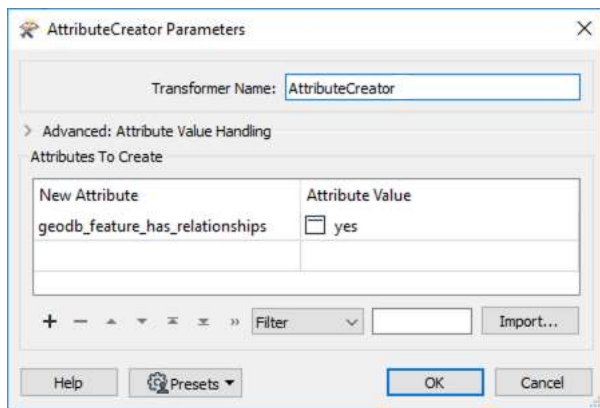 AttributeCreator Parameters
Transformer Name: AttributeCreator
Advanced: Attribute Value Handling
Attributes To Create
New Attribute Attribute Value
geodb_feature_has_relationships yes
Filter Import...
Help Presets OK Cancel